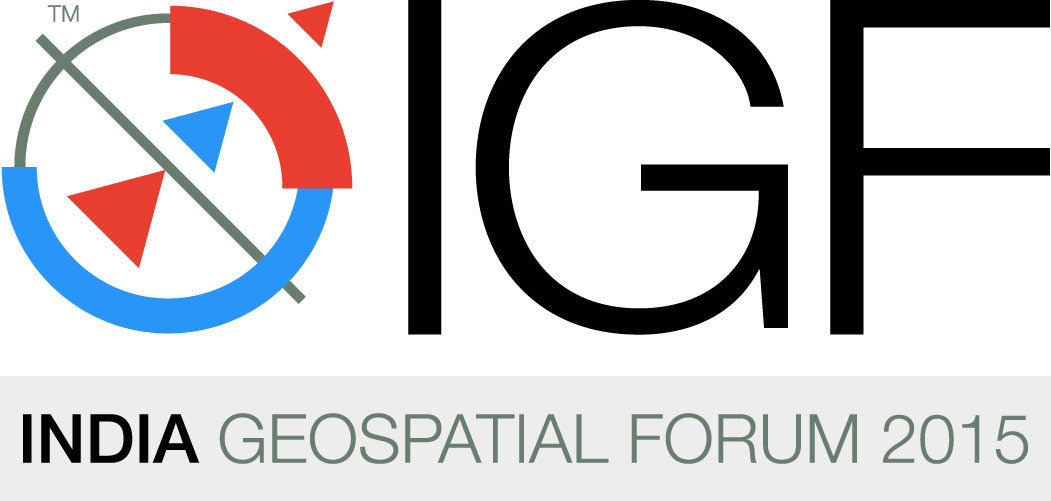 TM
IGF
INDIA GEOSPATIAL FORUM 2015